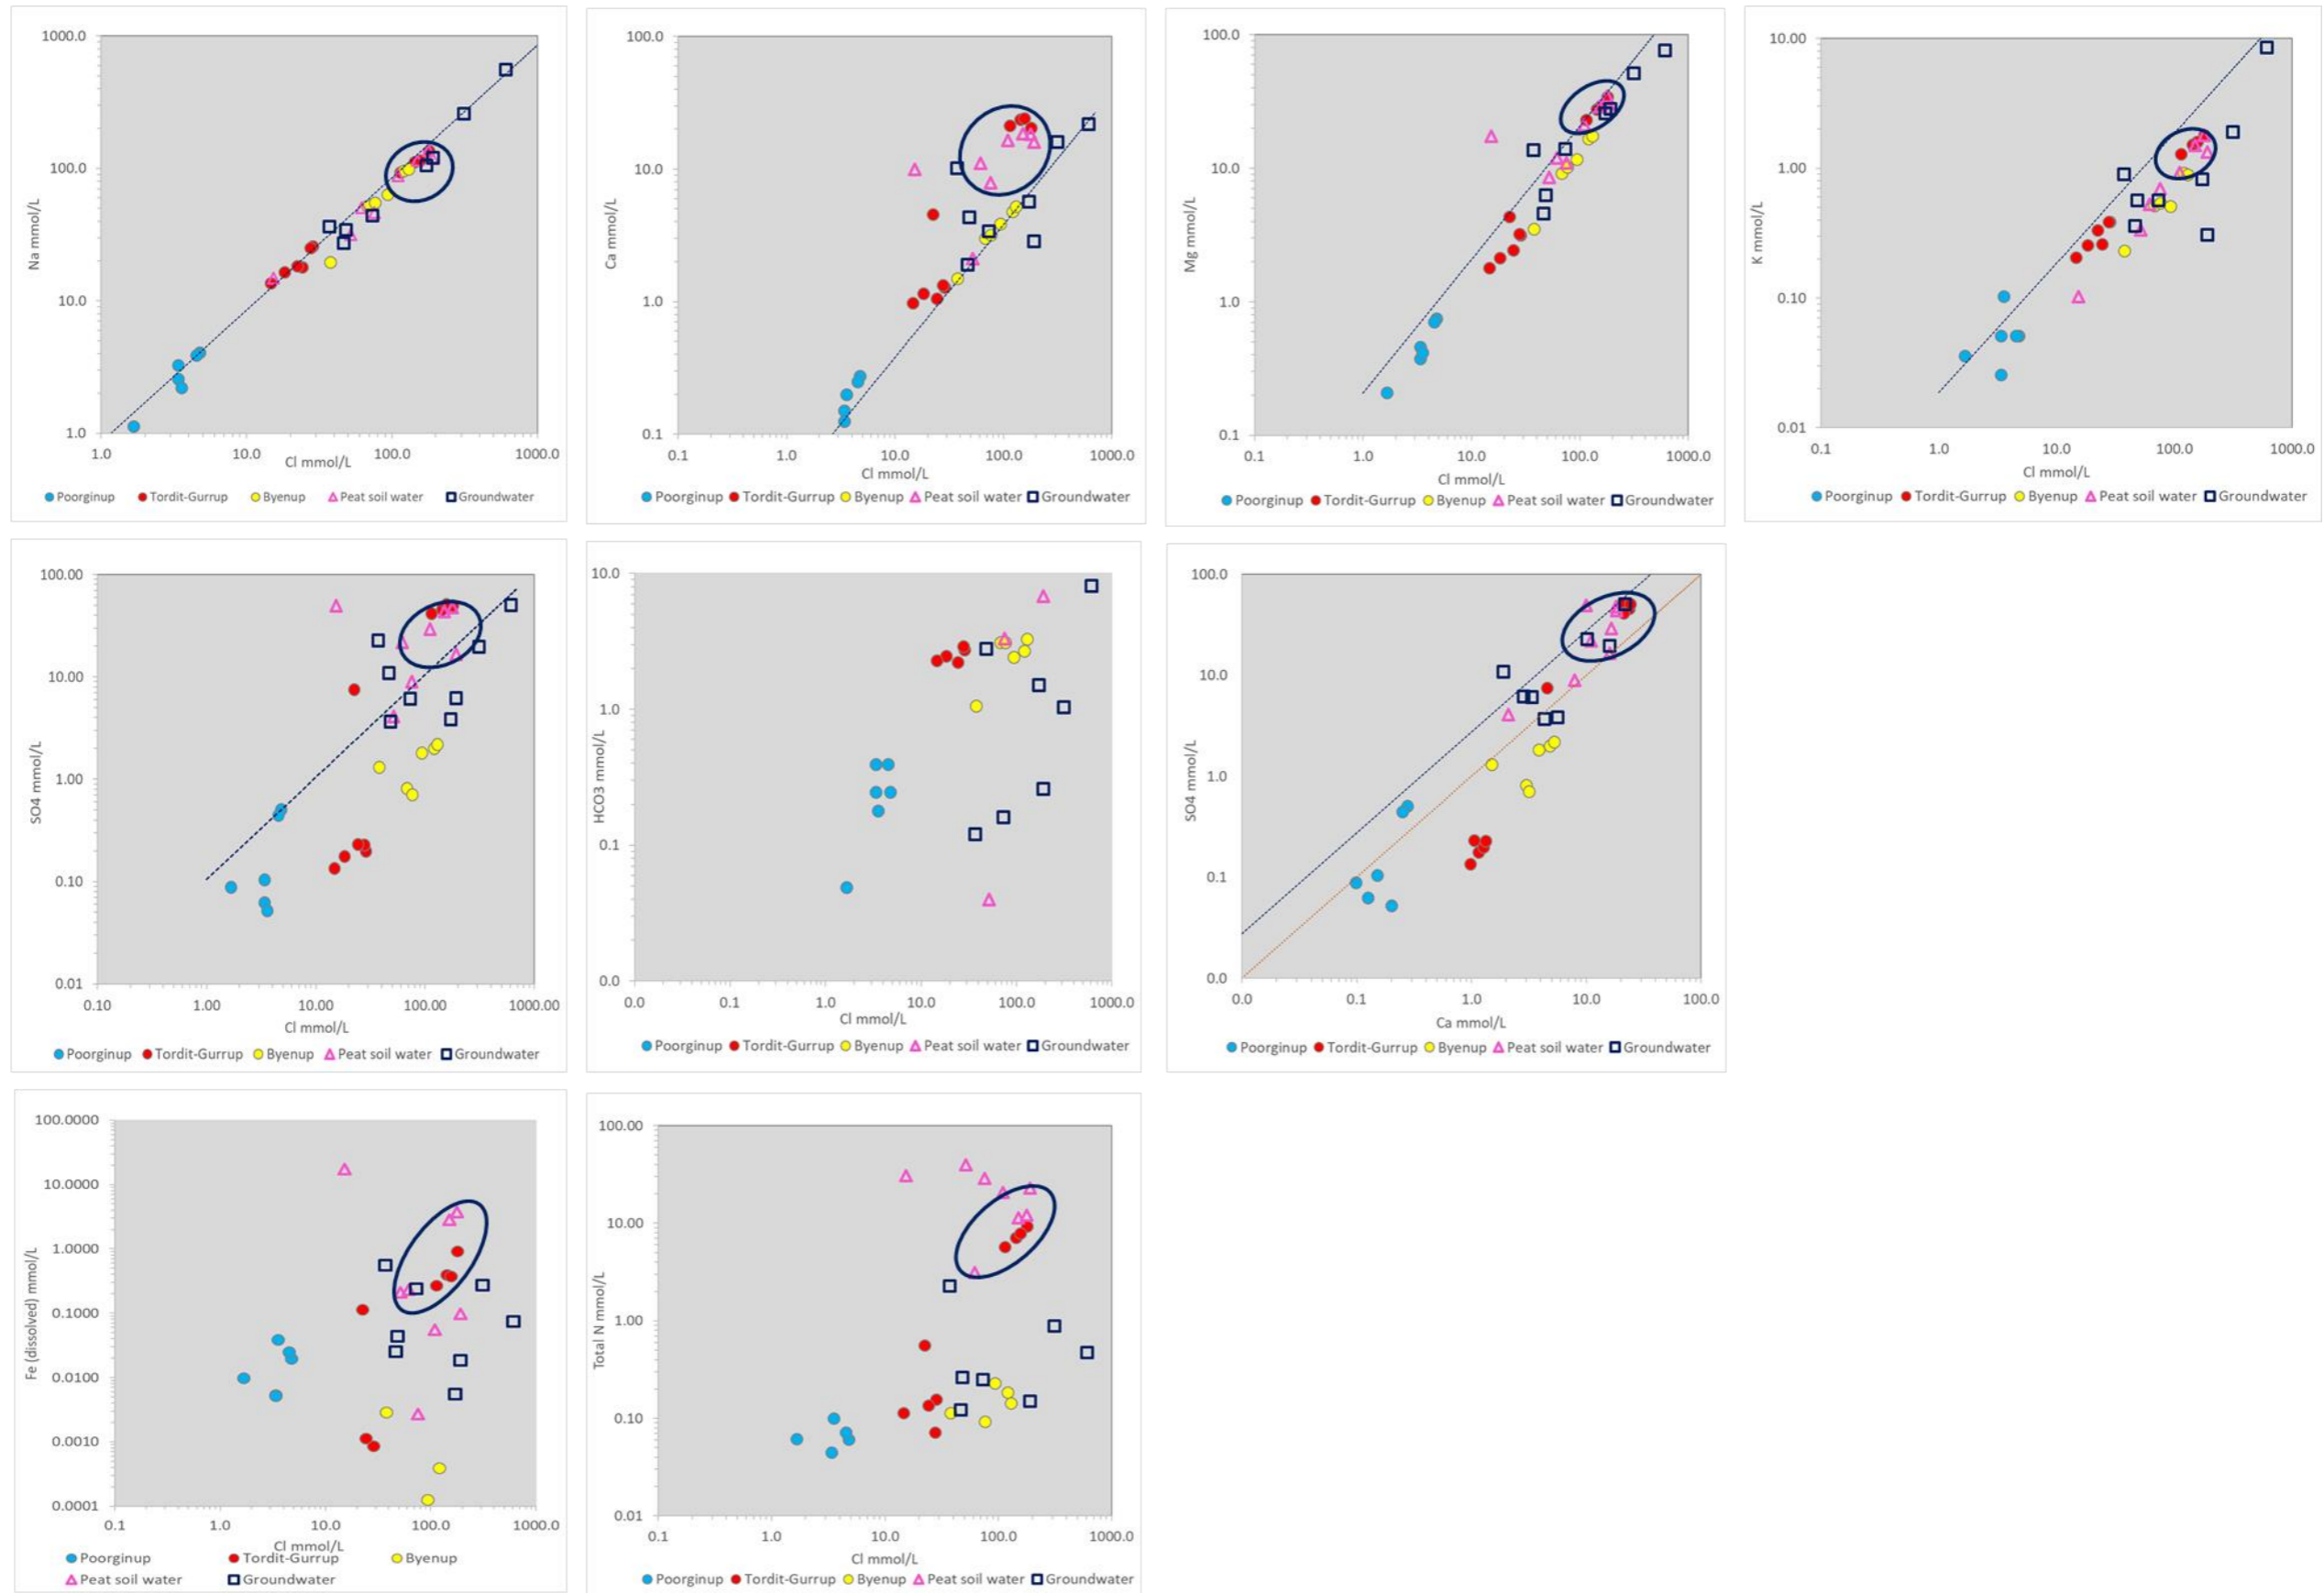 1000.0
100.0
10.0
1.0
Na mmol/L
1.0 10.0 100.0 1000.0
Cl mmol/L
Poorginup Tordit-Gurrup Byenup Peat soil water Groundwater
100.0
10.0
1.0
0.1
Ca mmol/L
0.1 1.0 10.0 100.0 1000.0
Cl mmol/L
Poorginup Tordit-Gurrup Byenup Peat soil water Groundwater
100.0
10.0
1.0
0.1
Mg mmol/L
0.1 1.0 10.0 100.0 1000.0
Cl mmol/L
Poorginup Tordit-Gurrup Byenup Peat soil water Groundwater
10.00
1.00
0.10
0.01
K mmol/L
0.1 1.0 10.0 100.0 1000.0
Cl mmol/L
Poorginup Tordit-Gurrup Byenup Peat soil water Groundwater
100.00
10.00
1.00
0.10
0.01
SO4 mmol/L
0.10 1.00 10.00 100.00 1000.00
Cl mmol/L
Poorginup Tordit-Gurrup Byenup Peat soil water Groundwater
10.0
1.0
0.1
0.0
HCO3 mmol/L
0.0 0.1 1.0 10.0 100.0 1000.0
Cl mmol/L
Poorginup Tordit-Gurrup Byenup Peat soil water Groundwater
100.0
10.0
1.0
0.1
0.0
SO4 mmol/L
0.0 0.1 1.0 10.0 100.0
Ca mmol/L
Poorginup Tordit-Gurrup Byenup Peat soil water Groundwater
100.0000
10.0000
1.0000
0.1000
0.0100
0.0010
0.0001
Fe (dissolved) mmol/L
0.1 1.0 10.0 100.0 1000.0
Cl mmol/L
Poorginup Tordit-Gurrup Byenup
Peat soil water Groundwater
100.00
10.00
1.00
0.10
0.01
Total N mmol/L
0.1 1.0 10.0 100.0 1000.0
Cl mmol/L
Poorginup Tordit-Gurrup Byenup Peat soil water Groundwater